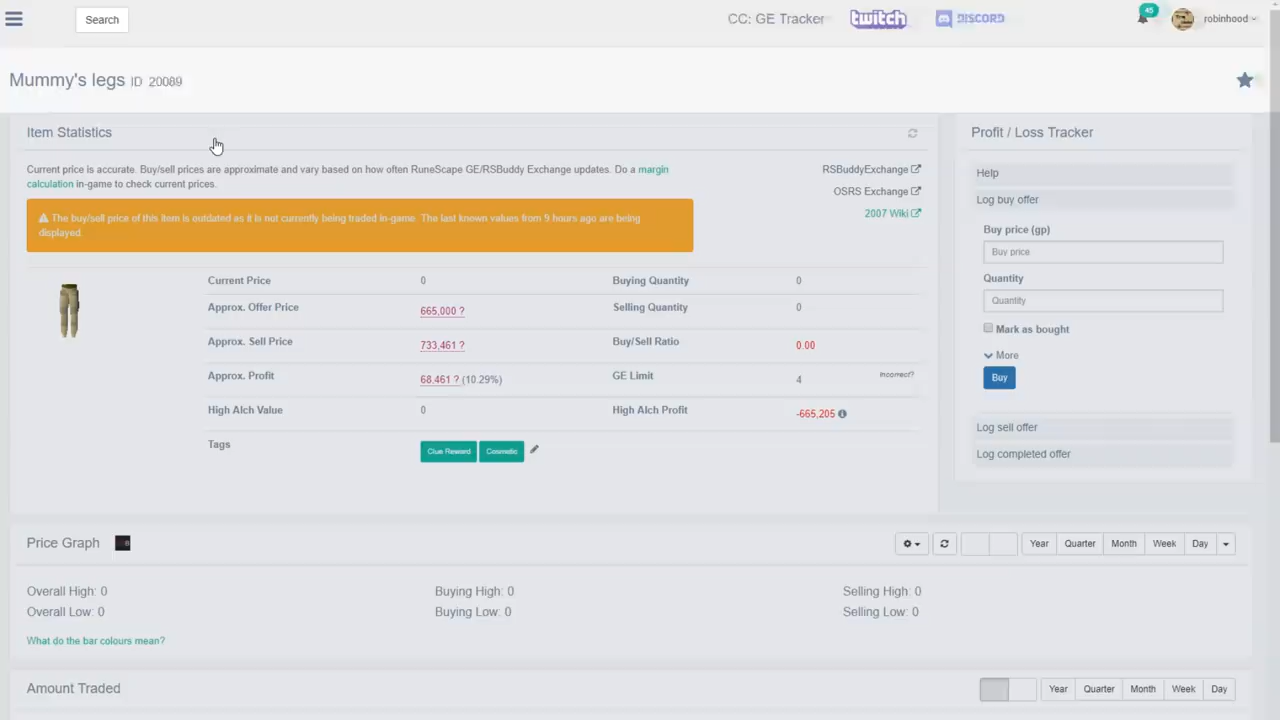 Search
CC: GE Tracker
twitch
DISCORD
45
robinhood
Mummy's legs ID 20089
Item Statistics
Current price is accurate. Buy/sell prices are approximate and vary based on how often RuneScape GE/RSBuddy Exchange updates. Do a margin
calculation in-game to check current prices.
RSBuddyExchange
OSRS Exchange
2007 Wiki
The buy/sell price of this item is outdated as it is not currently being traded in-game. The last known values from 9 hours ago are being
displayed.
Current Price 0 Buying Quantity 0
Approx. Offer Price 665,000 ? Selling Quantity 0
Approx. Sell Price 733,461 ? Buy/Sell Ratio 0.00
Approx. Profit 68,461 ? (10.29%) GE Limit 4 Incorrect?
High Alch Value 0 High Alch Profit -665,205
Tags Clue Reward Cosmetic
Profit / Loss Tracker
Help
Log buy offer
Buy price (gp)
Buy price
Quantity
Quantity
Mark as bought
More
Buy
Log sell offer
Log completed offer
Price Graph
Year Quarter Month Week Day
Overall High: 0 Buying High: 0 Selling High: 0
Overall Low: 0 Buying Low: 0 Selling Low: 0
What do the bar colours mean?
Amount Traded
Year Quarter Month Week Day